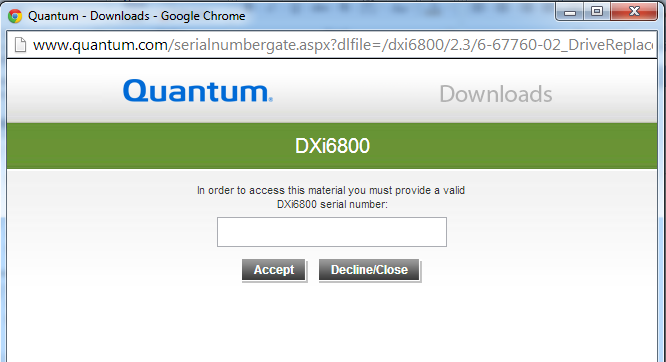 Quantum - Downloads - Google Chrome
www.quantum.com/serialnumbergate.aspx?dlfile=/dxi6800/2.3/6-67760-02_DriveReplace
Quantum. Downloads
DXi6800
In order to access this material you must provide a valid
DXi6800 serial number:
Accept Decline/Close